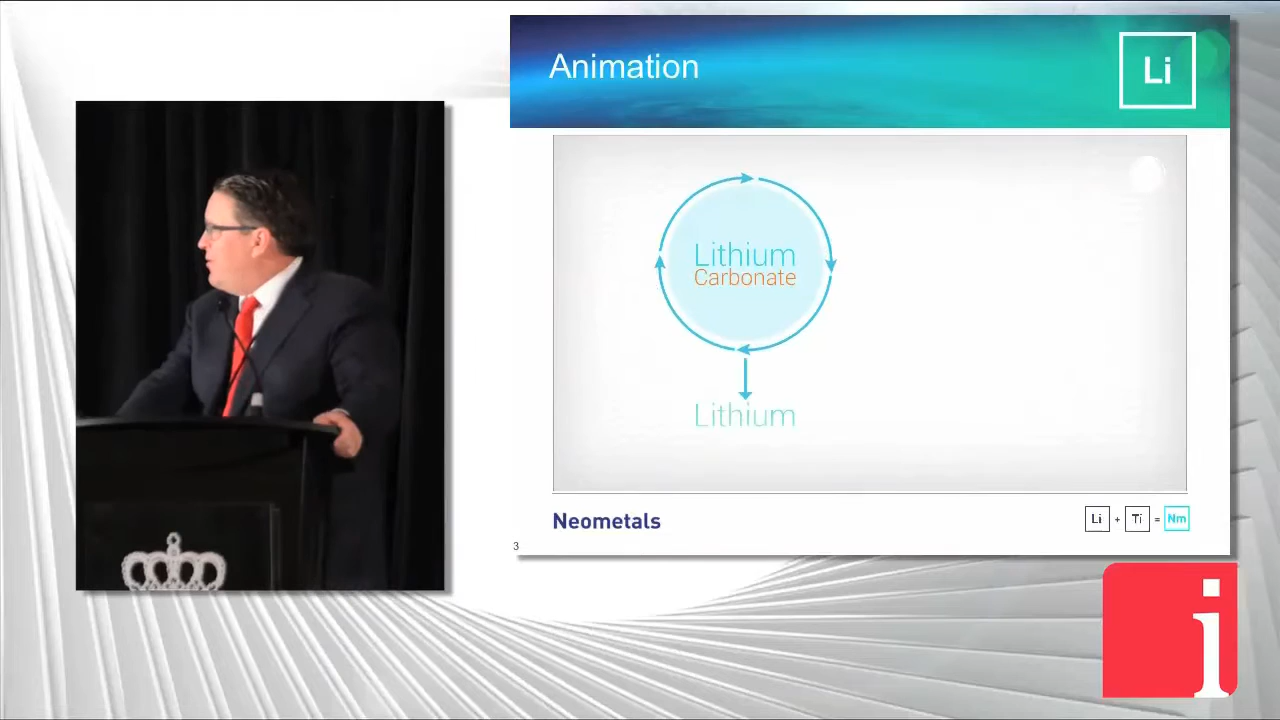 Animation
Li
Lithium
Carbonate
Lithium
Neometals
Li + Ti = Nm
3
i